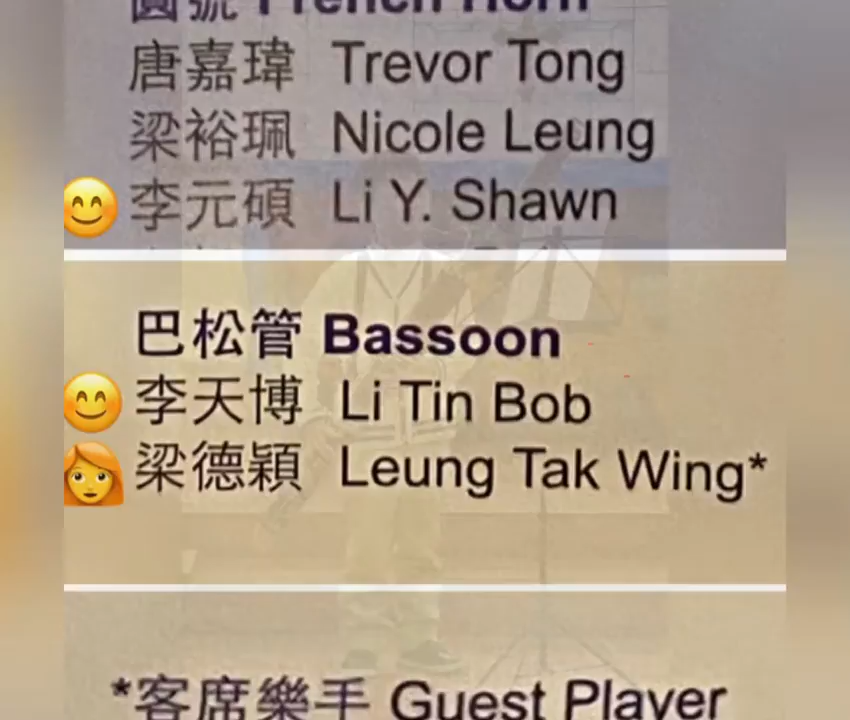 圓號 French Horn
唐嘉瑋 Trevor Tong
梁裕珮 Nicole Leung
李元碩 Li Y. Shawn
巴松管 Bassoon
李天博 Li Tin Bob
梁德穎 Leung Tak Wing*
*客席樂手 Guest Player